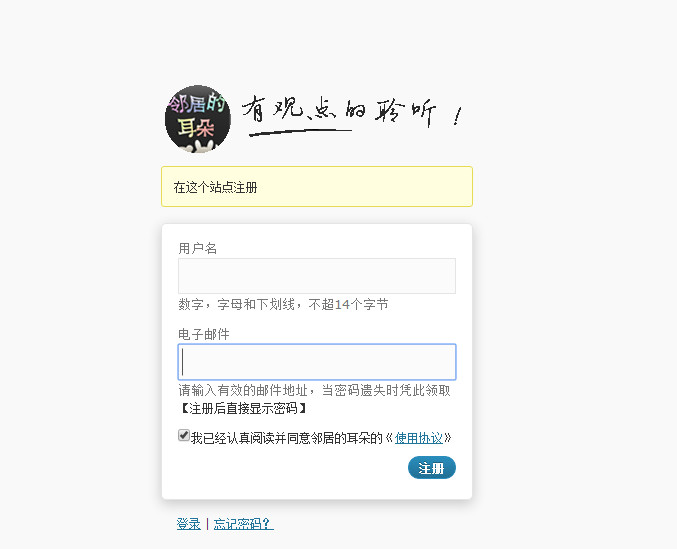 邻居的
耳朵
有观点的聆听！
在这个站点注册
用户名
数字，字母和下划线，不超14个字节
电子邮件
请输入有效的邮件地址，当密码遗失时凭此领取
【注册后直接显示密码】
我已经认真阅读并同意邻居的耳朵的《使用协议》
注册
登录 | 忘记密码？